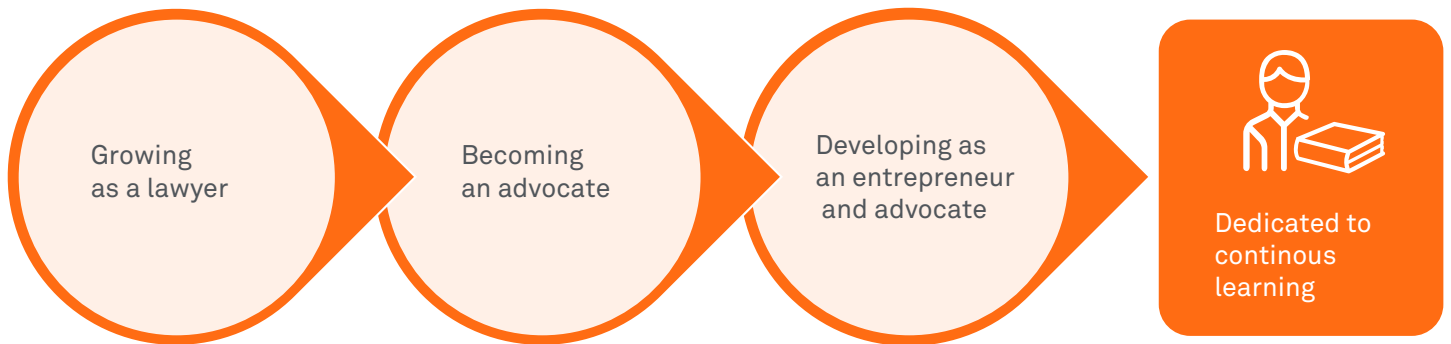 Growing
as a lawyer
Becoming
an advocate
Developing as
an entrepreneur
and advocate
Dedicated to
continous
learning